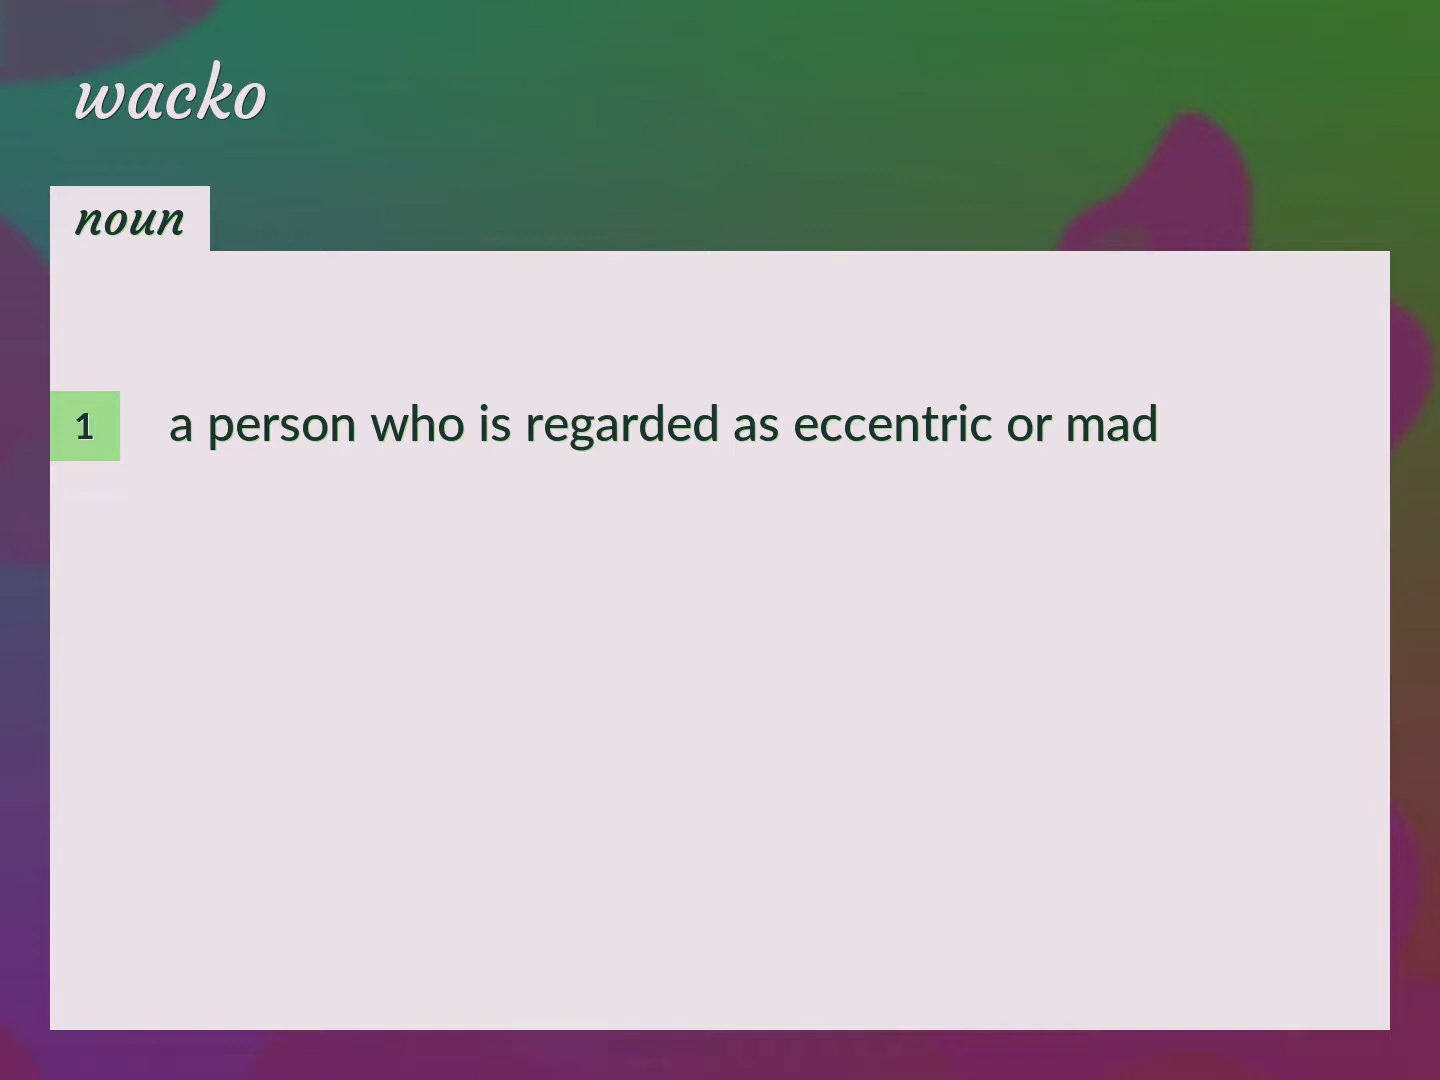 wacko
noun
1 a person who is regarded as eccentric or mad